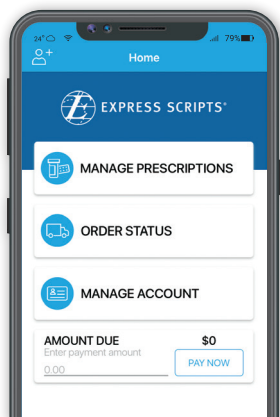 24° 79%
Home
EXPRESS SCRIPTS®
MANAGE PRESCRIPTIONS
ORDER STATUS
MANAGE ACCOUNT
AMOUNT DUE $0
Enter payment amount
0.00 PAY NOW